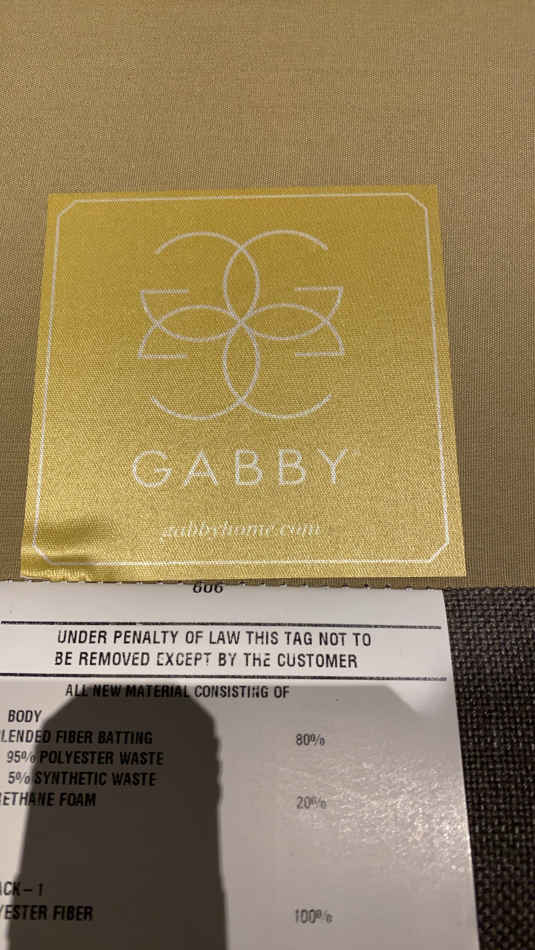 GABBY
gabbyhome.com
606
UNDER PENALTY OF LAW THIS TAG NOT TO
BE REMOVED EXCEPT BY THE CUSTOMER
ALL NEW MATERIAL CONSISTING OF
BODY
LENDED FIBER BATTING 80%
95% POLYESTER WASTE
5% SYNTHETIC WASTE
RETHANE FOAM 20%
ACK – 1
YESTER FIBER 100%